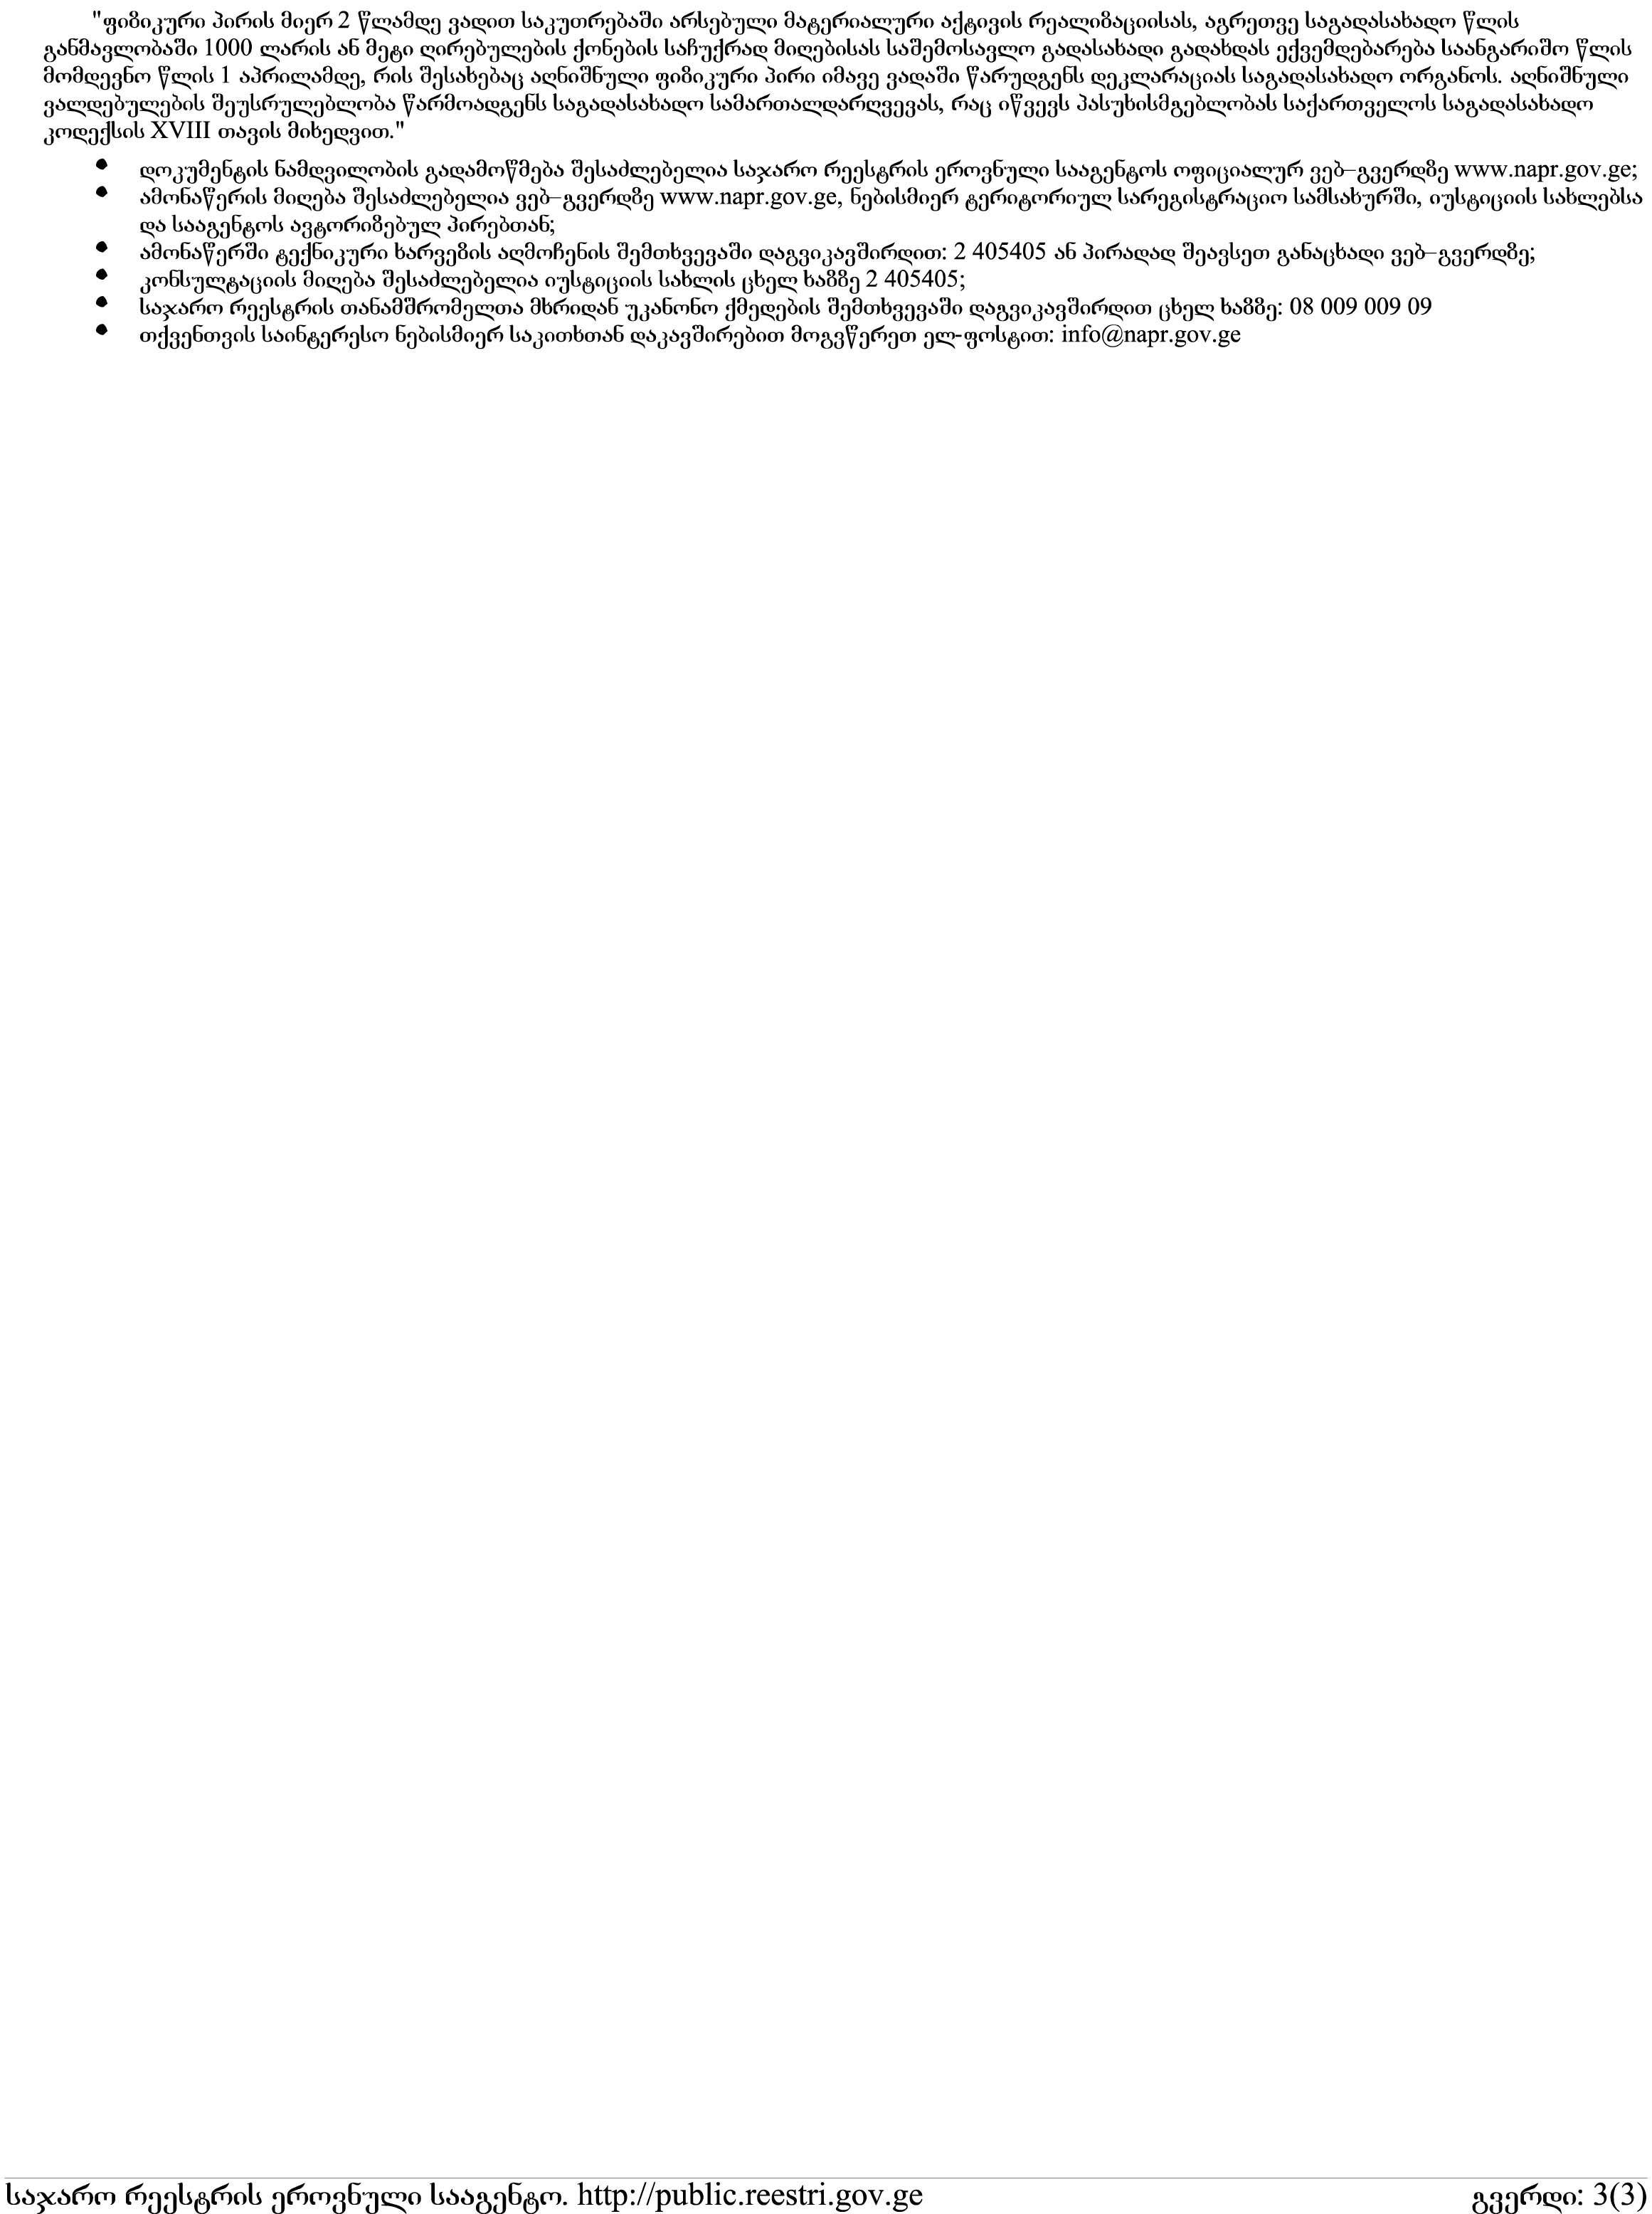 "ფიზიკური პირის მიერ 2 წლამდე ვადით საკუთრებაში არსებული მატერიალური აქტივის რეალიზაციისას, აგრეთვე საგადასახადო წლის
განმავლობაში 1000 ლარის ან მეტი ღირებულების ქონების საჩუქრად მიღებისას საშემოსავლო გადასახადი გადახდას ექვემდებარება საანგარიშო წლის
მომდევნო წლის 1 აპრილამდე, რის შესახებაც აღნიშნული ფიზიკური პირი იმავე ვადაში წარუდგენს დეკლარაციას საგადასახადო ორგანოს. აღნიშნული
ვალდებულების შეუსრულებლობა წარმოადგენს საგადასახადო სამართალდარღვევას, რაც იწვევს პასუხისმგებლობას საქართველოს საგადასახადო
კოდექსის XVIII თავის მიხედვით."
• დოკუმენტის ნამდვილობის გადამოწმება შესაძლებელია საჯარო რეესტრის ეროვნული სააგენტოს ოფიციალურ ვებ–გვერდზე www.napr.gov.ge;
• ამონაწერის მიღება შესაძლებელია ვებ–გვერდზე www.napr.gov.ge, ნებისმიერ ტერიტორიულ სარეგისტრაციო სამსახურში, იუსტიციის სახლებსა
და სააგენტოს ავტორიზებულ პირებთან;
• ამონაწერში ტექნიკური ხარვეზის აღმოჩენის შემთხვევაში დაგვიკავშირდით: 2 405405 ან პირადად შეავსეთ განაცხადი ვებ–გვერდზე;
• კონსულტაციის მიღება შესაძლებელია იუსტიციის სახლის ცხელ ხაზზე 2 405405;
• საჯარო რეესტრის თანამშრომელთა მხრიდან უკანონო ქმედების შემთხვევაში დაგვიკავშირდით ცხელ ხაზზე: 08 009 009 09
• თქვენთვის საინტერესო ნებისმიერ საკითხთან დაკავშირებით მოგვწერეთ ელ-ფოსტით: info@napr.gov.ge
საჯარო რეესტრის ეროვნული სააგენტო. http://public.reestri.gov.ge
გვერდი: 3(3)